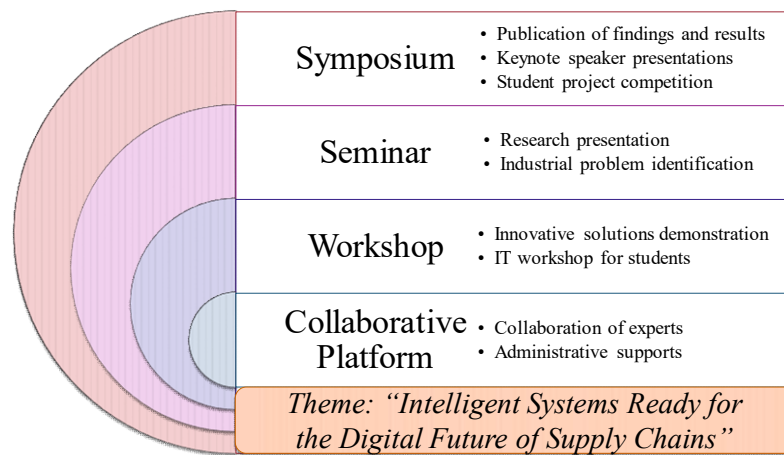 Symposium
• Publication of findings and results
• Keynote speaker presentations
• Student project competition
Seminar
• Research presentation
• Industrial problem identification
Workshop
• Innovative solutions demonstration
• IT workshop for students
Collaborative
Platform
• Collaboration of experts
• Administrative supports
Theme: “Intelligent Systems Ready for
the Digital Future of Supply Chains”